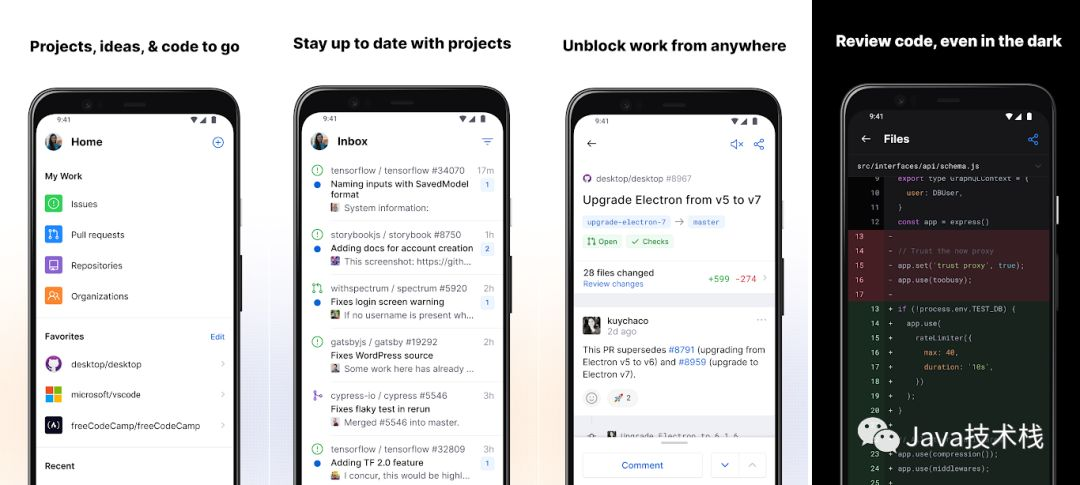 Projects, ideas, & code to go
9:41
Home
My Work
Issues
Pull requests
Repositories
Organizations
Favorites
Edit
desktop/desktop
microsoft/vscode
freeCodeCamp/freeCodeCamp
Recent
Stay up to date with projects
9:41
Inbox
tensorflow / tensorflow #34070 17m
Naming inputs with SavedModel 1
format
System information:
storybookjs / storybook #8750 1h
Adding docs for account creation 2
This screenshot: https://gith...
withspectrum / spectrum #5920 2h
Fixes login screen warning 1
If no username is present wh...
gatsbyjs / gatsby #19292 2h
Fixes WordPress source
Some work here has already ...
cypress-io / cypress #5546 3h
Fixes flaky test in rerun
Merged #5546 into master.
tensorflow / tensorflow #32809 3h
Adding TF 2.0 feature 1
I concur, this would be highl...
Unblock work from anywhere
9:41
desktop/desktop #8967
Upgrade Electron from v5 to v7
upgrade-electron-7 → master
Open Checks
28 files changed +599 -274
Review changes
kuychaco
2d ago
This PR supersedes #8791 (upgrading from
Electron v5 to v6) and #8959 (upgrade to
Electron v7).
2
Upgrade Electron to 6.1.6
Comment
Review code, even in the dark
9:41
Files
src/interfaces/api/schema.js
9 export type GraphQLContext = {
10 user: DBUser,
11 }
12 const app = express()
13 -
14 - // Trust the now proxy
15 - app.set('trust proxy', true);
16 - app.use(toobusy);
17 -
13 + if (!process.env.TEST_DB) {
14 + app.use(
15 + rateLimiter({
16 + max: 40,
17 + duration: '10s',
18 + })
19 + );
20 + }
23 + app.use(compression());
24 + app.use(middlewares);
25 +
Java技术栈